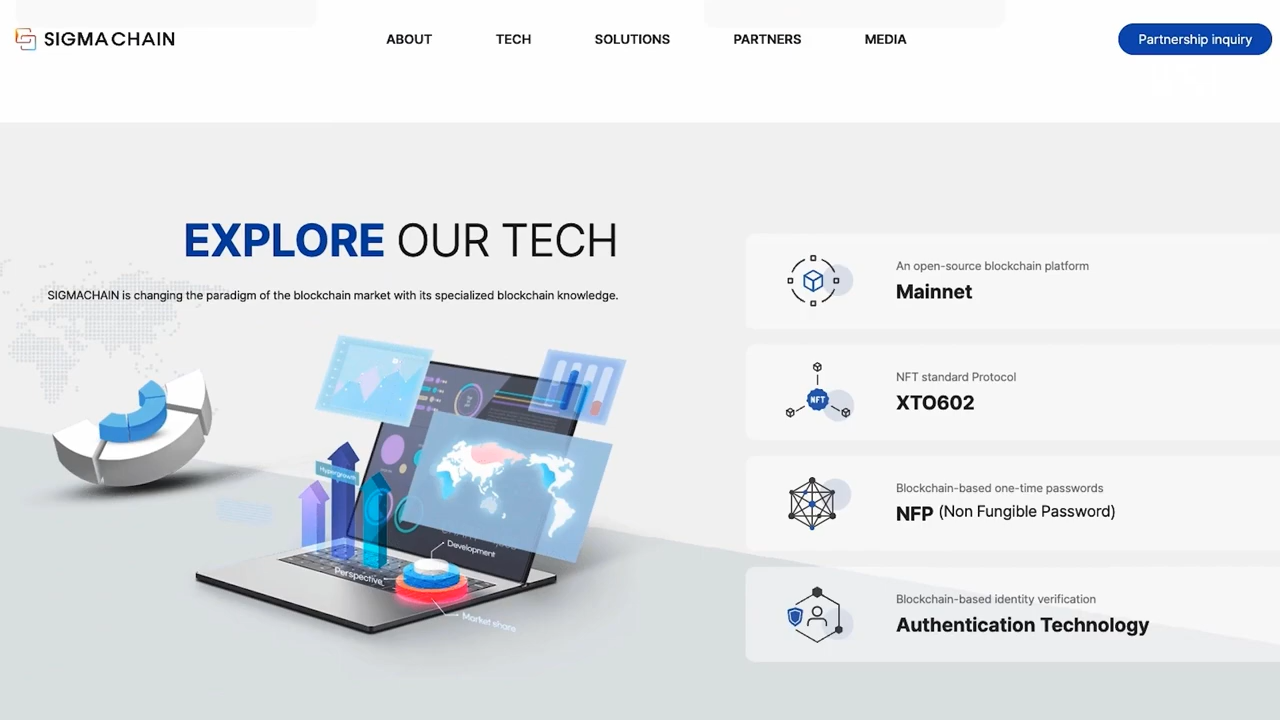 SIGMACHAIN
ABOUT
TECH
SOLUTIONS
PARTNERS
MEDIA
Partnership inquiry
EXPLORE OUR TECH
SIGMACHAIN is changing the paradigm of the blockchain market with its specialized blockchain knowledge.
Hypergrowth
Development
Perspective
Market share
An open-source blockchain platform
Mainnet
NFT standard Protocol
NFT
XTO602
Blockchain-based one-time passwords
NFP (Non Fungible Password)
Blockchain-based identity verification
Authentication Technology